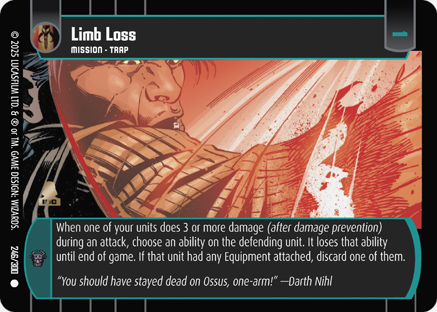 Limb Loss
MISSION - TRAP
When one of your units does 3 or more damage (after damage prevention)
during an attack, choose an ability on the defending unit. It loses that ability
until end of game. If that unit had any Equipment attached, discard one of them.
“You should have stayed dead on Ossus, one-arm!” —Darth Nihl
© 2025 LUCASFILM LTD. & ® or TM. GAME DESIGN: WIZARDS.
246/300